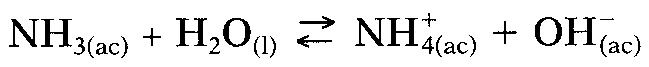 NH₃₍ac₎ + H₂O₍l₎ ⇄ NH₄⁺₍ac₎ + OH⁻₍ac₎